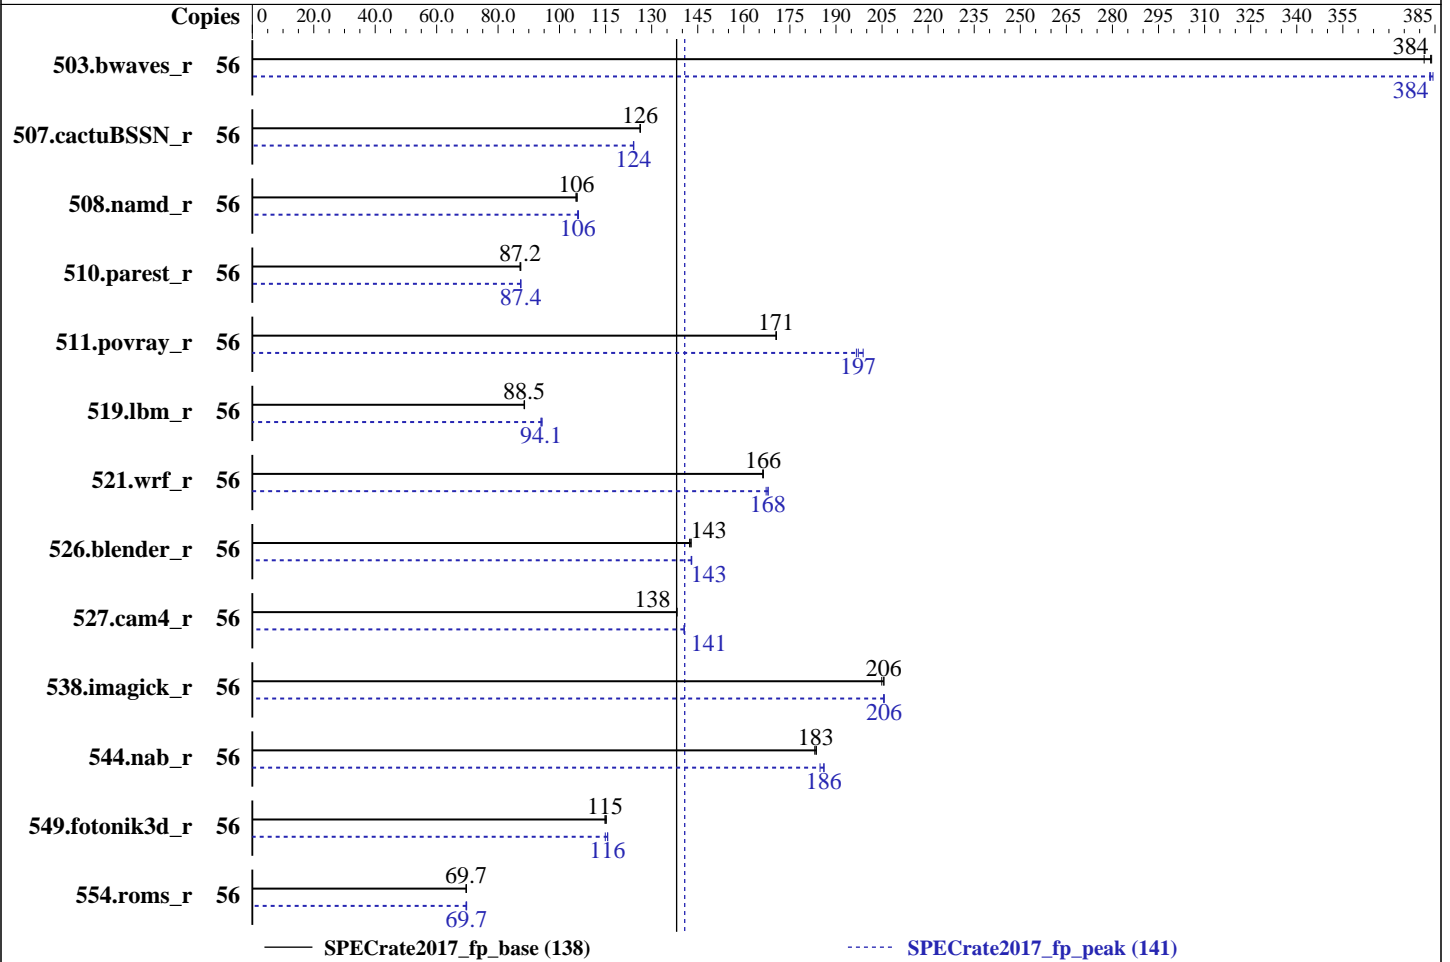 Copies 0 20.0 40.0 60.0 80.0 100 115 130 145 160 175 190 205 220 235 250 265 280 295 310 325 340 355 385
503.bwaves_r 56 384
384
507.cactuBSSN_r 56 126
124
508.namd_r 56 106
106
510.parest_r 56 87.2
87.4
511.povray_r 56 171
197
519.lbm_r 56 88.5
94.1
521.wrf_r 56 166
168
526.blender_r 56 143
143
527.cam4_r 56 138
141
538.imagick_r 56 206
206
544.nab_r 56 183
186
549.fotonik3d_r 56 115
116
554.roms_r 56 69.7
69.7
SPECrate2017_fp_base (138) SPECrate2017_fp_peak (141)